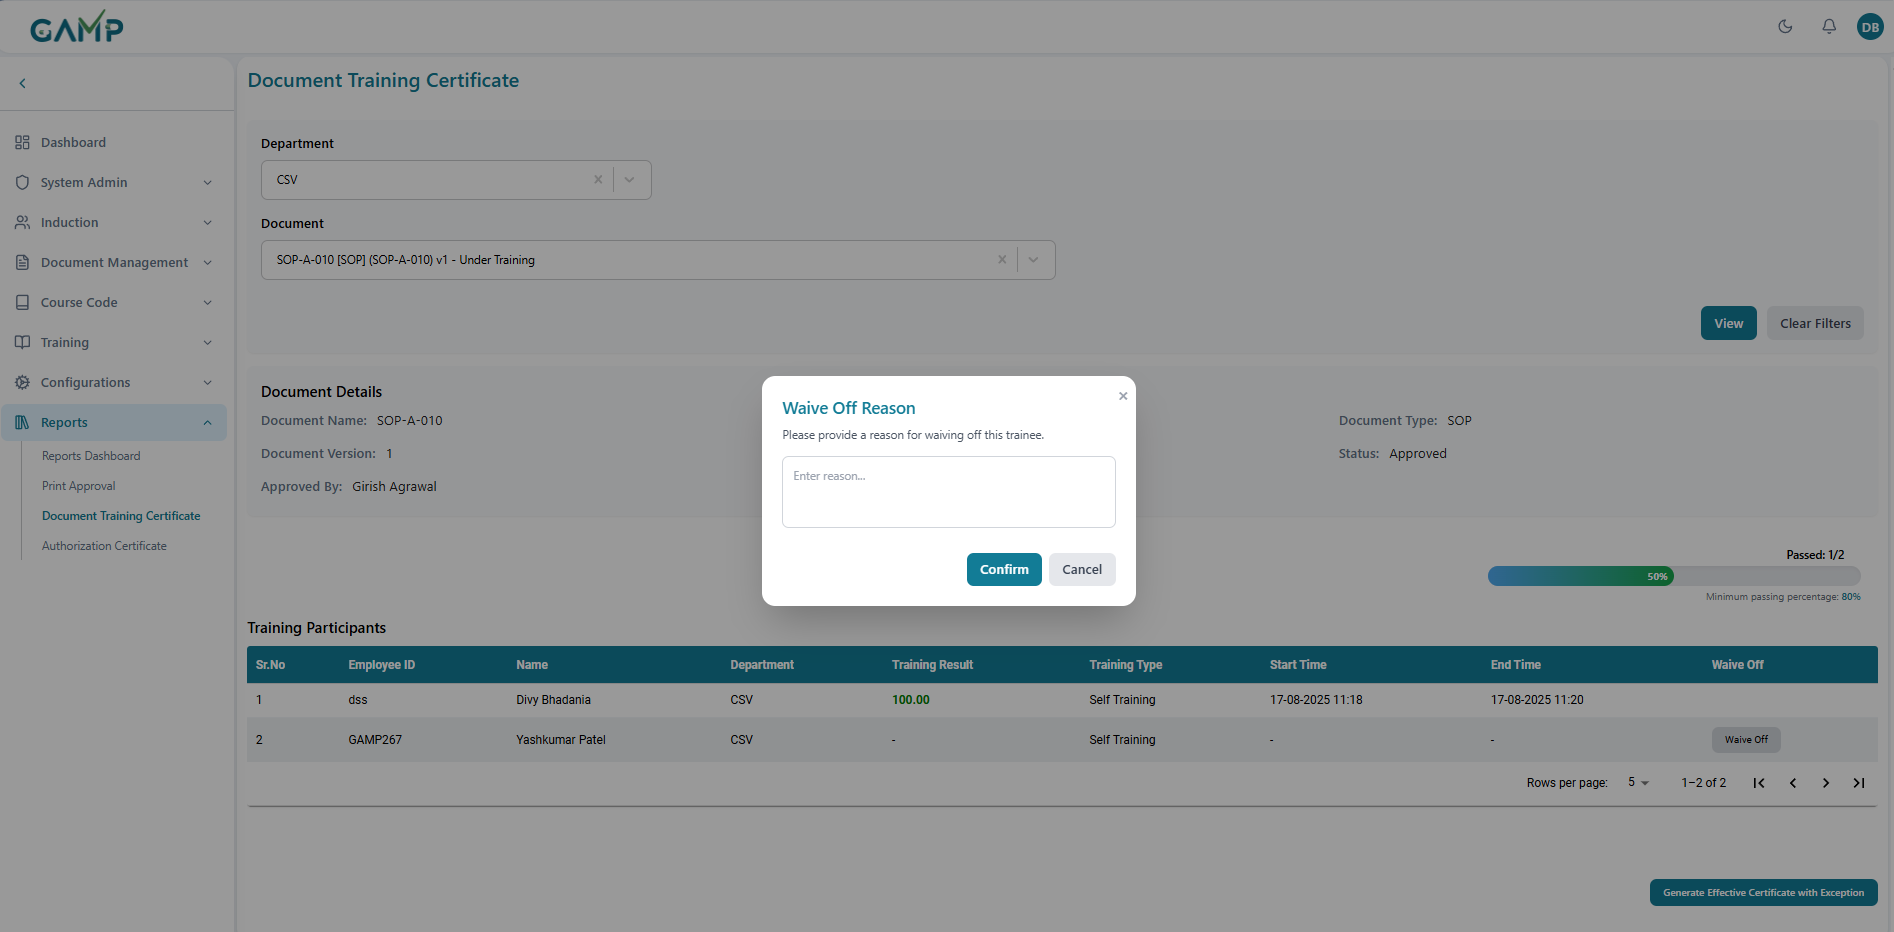 GAMP
DB
Document Training Certificate
Dashboard
System Admin
Induction
Document Management
Course Code
Training
Configurations
Reports
Reports Dashboard
Print Approval
Document Training Certificate
Authorization Certificate
Department
CSV
Document
SOP-A-010 [SOP] (SOP-A-010) v1 - Under Training
View Clear Filters
Document Details
Document Name: SOP-A-010
Document Type: SOP
Document Version: 1
Status: Approved
Approved By: Girish Agrawal
Waive Off Reason
Please provide a reason for waiving off this trainee.
Enter reason...
Confirm Cancel
Passed: 1/2
50%
Minimum passing percentage: 80%
Training Participants
Sr.No Employee ID Name Department Training Result Training Type Start Time End Time Waive Off
1 dss Divy Bhadania CSV 100.00 Self Training 17-08-2025 11:18 17-08-2025 11:20
2 GAMP267 Yashkumar Patel CSV - Self Training - - Waive Off
Rows per page: 5 1–2 of 2
Generate Effective Certificate with Exception